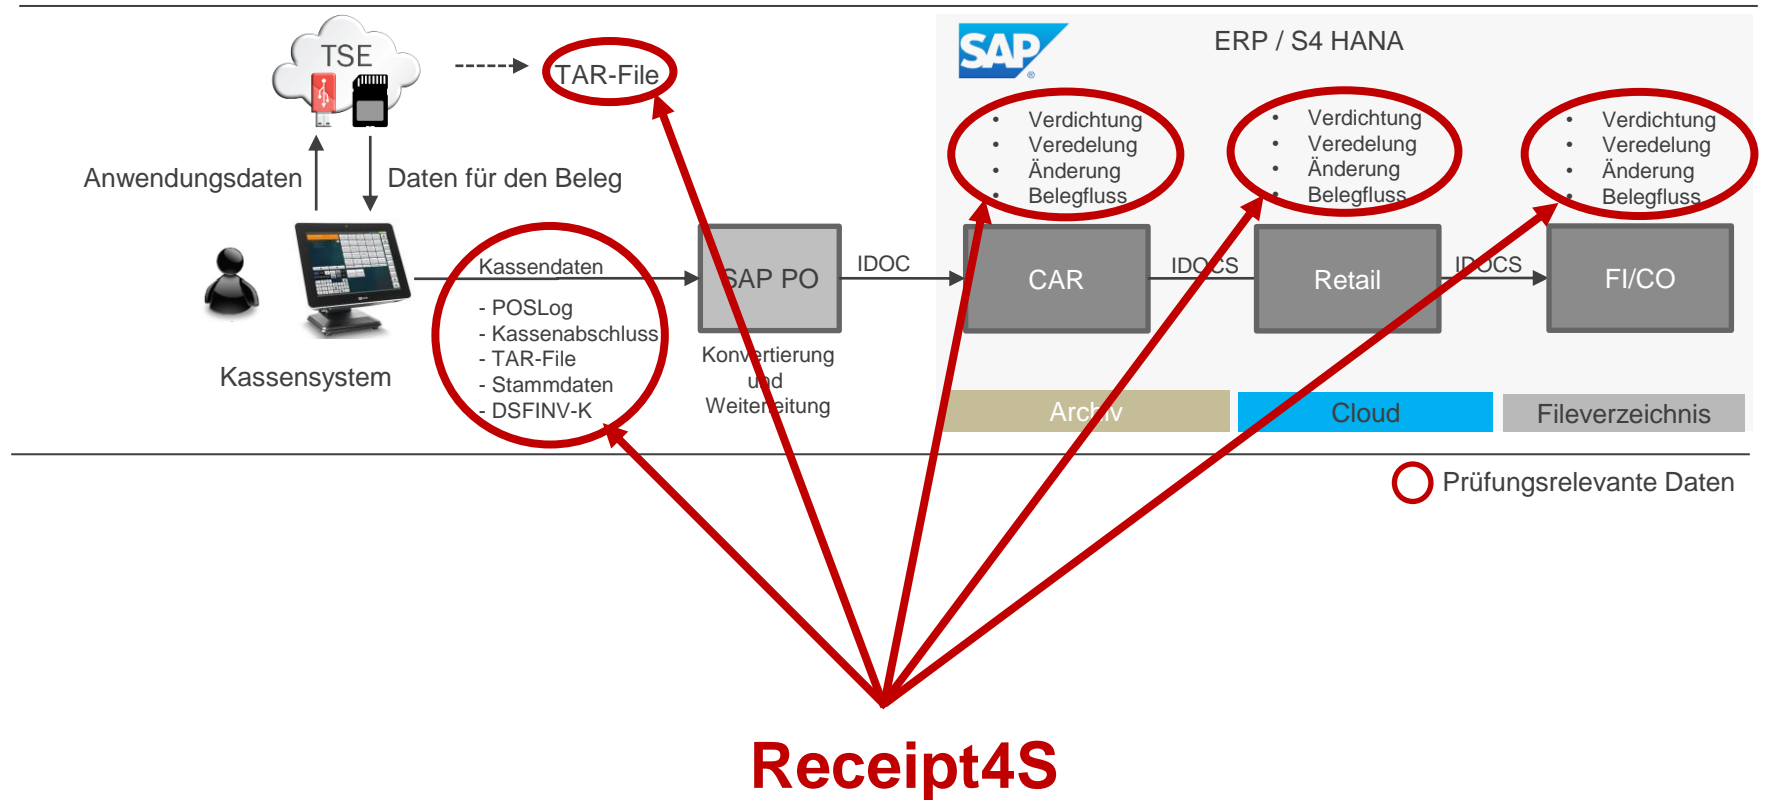 TSE
TAR-File
SAP
ERP / S4 HANA
• Verdichtung
• Veredelung
• Änderung
• Belegfluss
• Verdichtung
• Veredelung
• Änderung
• Belegfluss
• Verdichtung
• Veredelung
• Änderung
• Belegfluss
Anwendungsdaten
Daten für den Beleg
Kassensystem
Kassendaten
- POSLog
- Kassenabschluss
- TAR-File
- Stammdaten
- DSFINV-K
SAP PO
Konvertierung
und
Weiterleitung
IDOC
CAR
IDOCS
Retail
IDOCS
FI/CO
Archiv
Cloud
Fileverzeichnis
Prüfungsrelevante Daten
Receipt4S